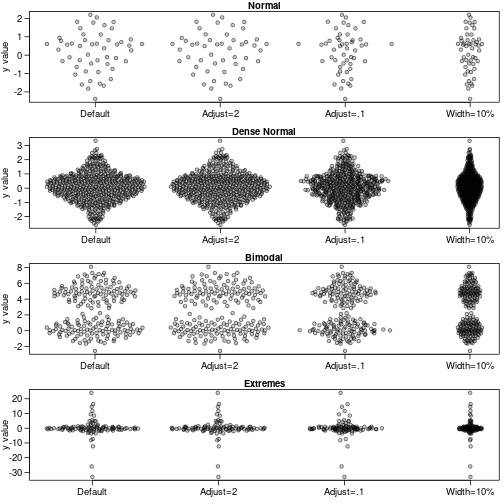 Normal
y value
2
1
0
-1
-2
Default Adjust=2 Adjust=.1 Width=10%
Dense Normal
y value
3
2
1
0
-1
-2
Default Adjust=2 Adjust=.1 Width=10%
Bimodal
y value
8
6
4
2
0
-2
Default Adjust=2 Adjust=.1 Width=10%
Extremes
y value
20
10
0
-10
-20
-30
Default Adjust=2 Adjust=.1 Width=10%